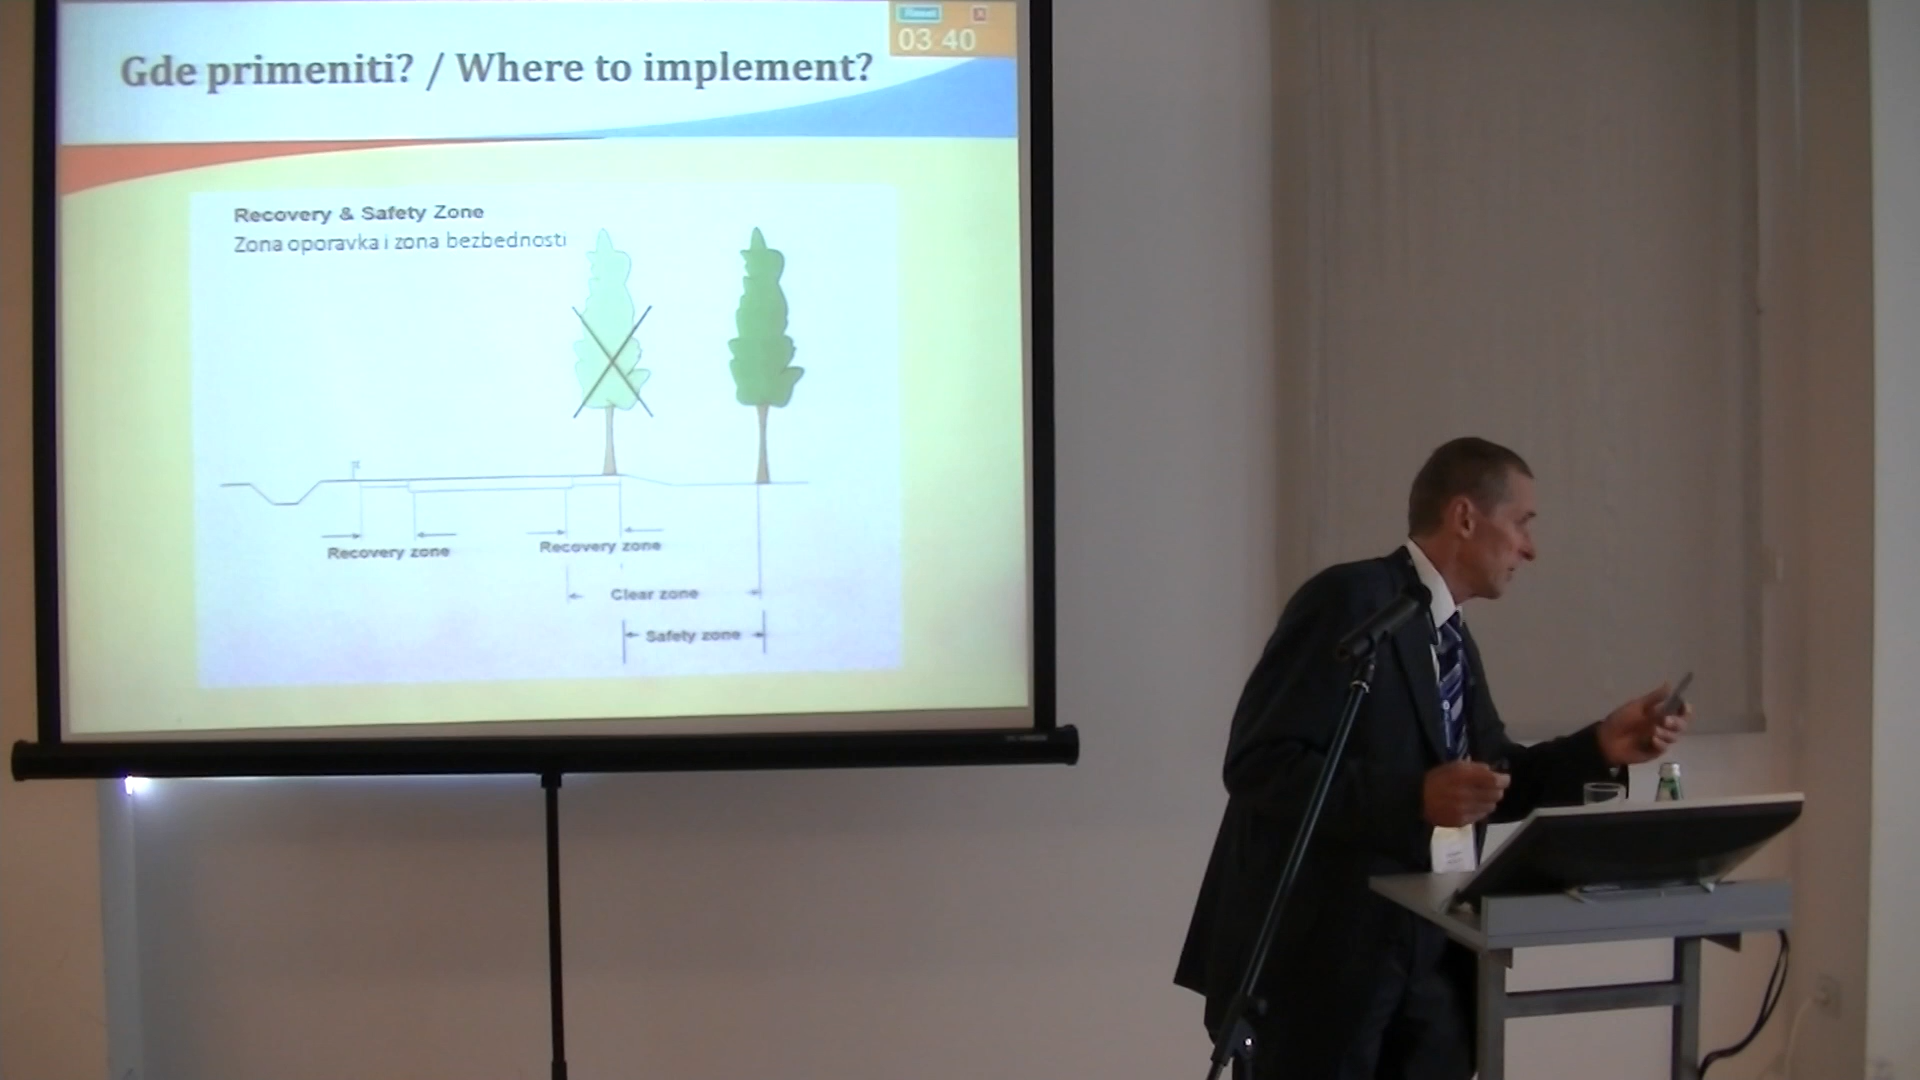 Reset X
03:40
Gde primeniti? / Where to implement?
Recovery & Safety Zone
Zona oporavka i zona bezbednosti
Recovery zone
Recovery zone
Clear zone
Safety zone